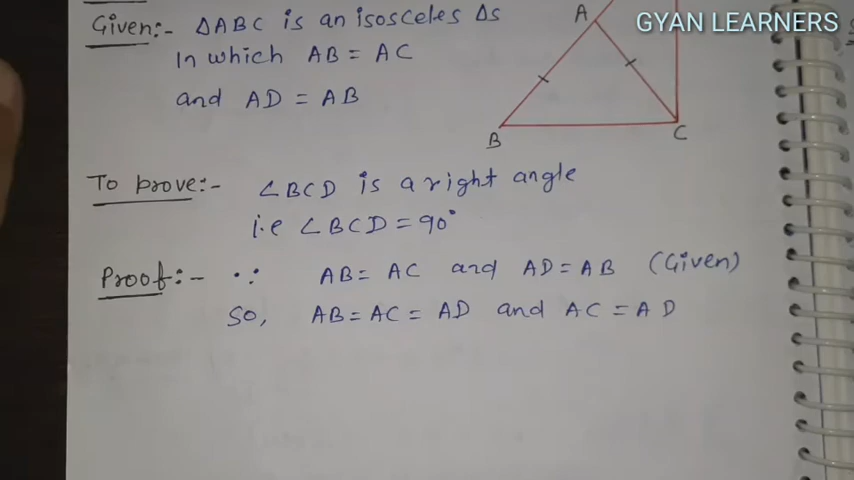 GYAN LEARNERS
Given:- ΔABC is an isosceles Δs
In which AB = AC
and AD = AB
A
B
C
To prove:- ∠BCD is a right angle
i.e ∠BCD = 90°
Proof:- ∵ AB = AC and AD = AB (Given)
So, AB = AC = AD and AC = AD